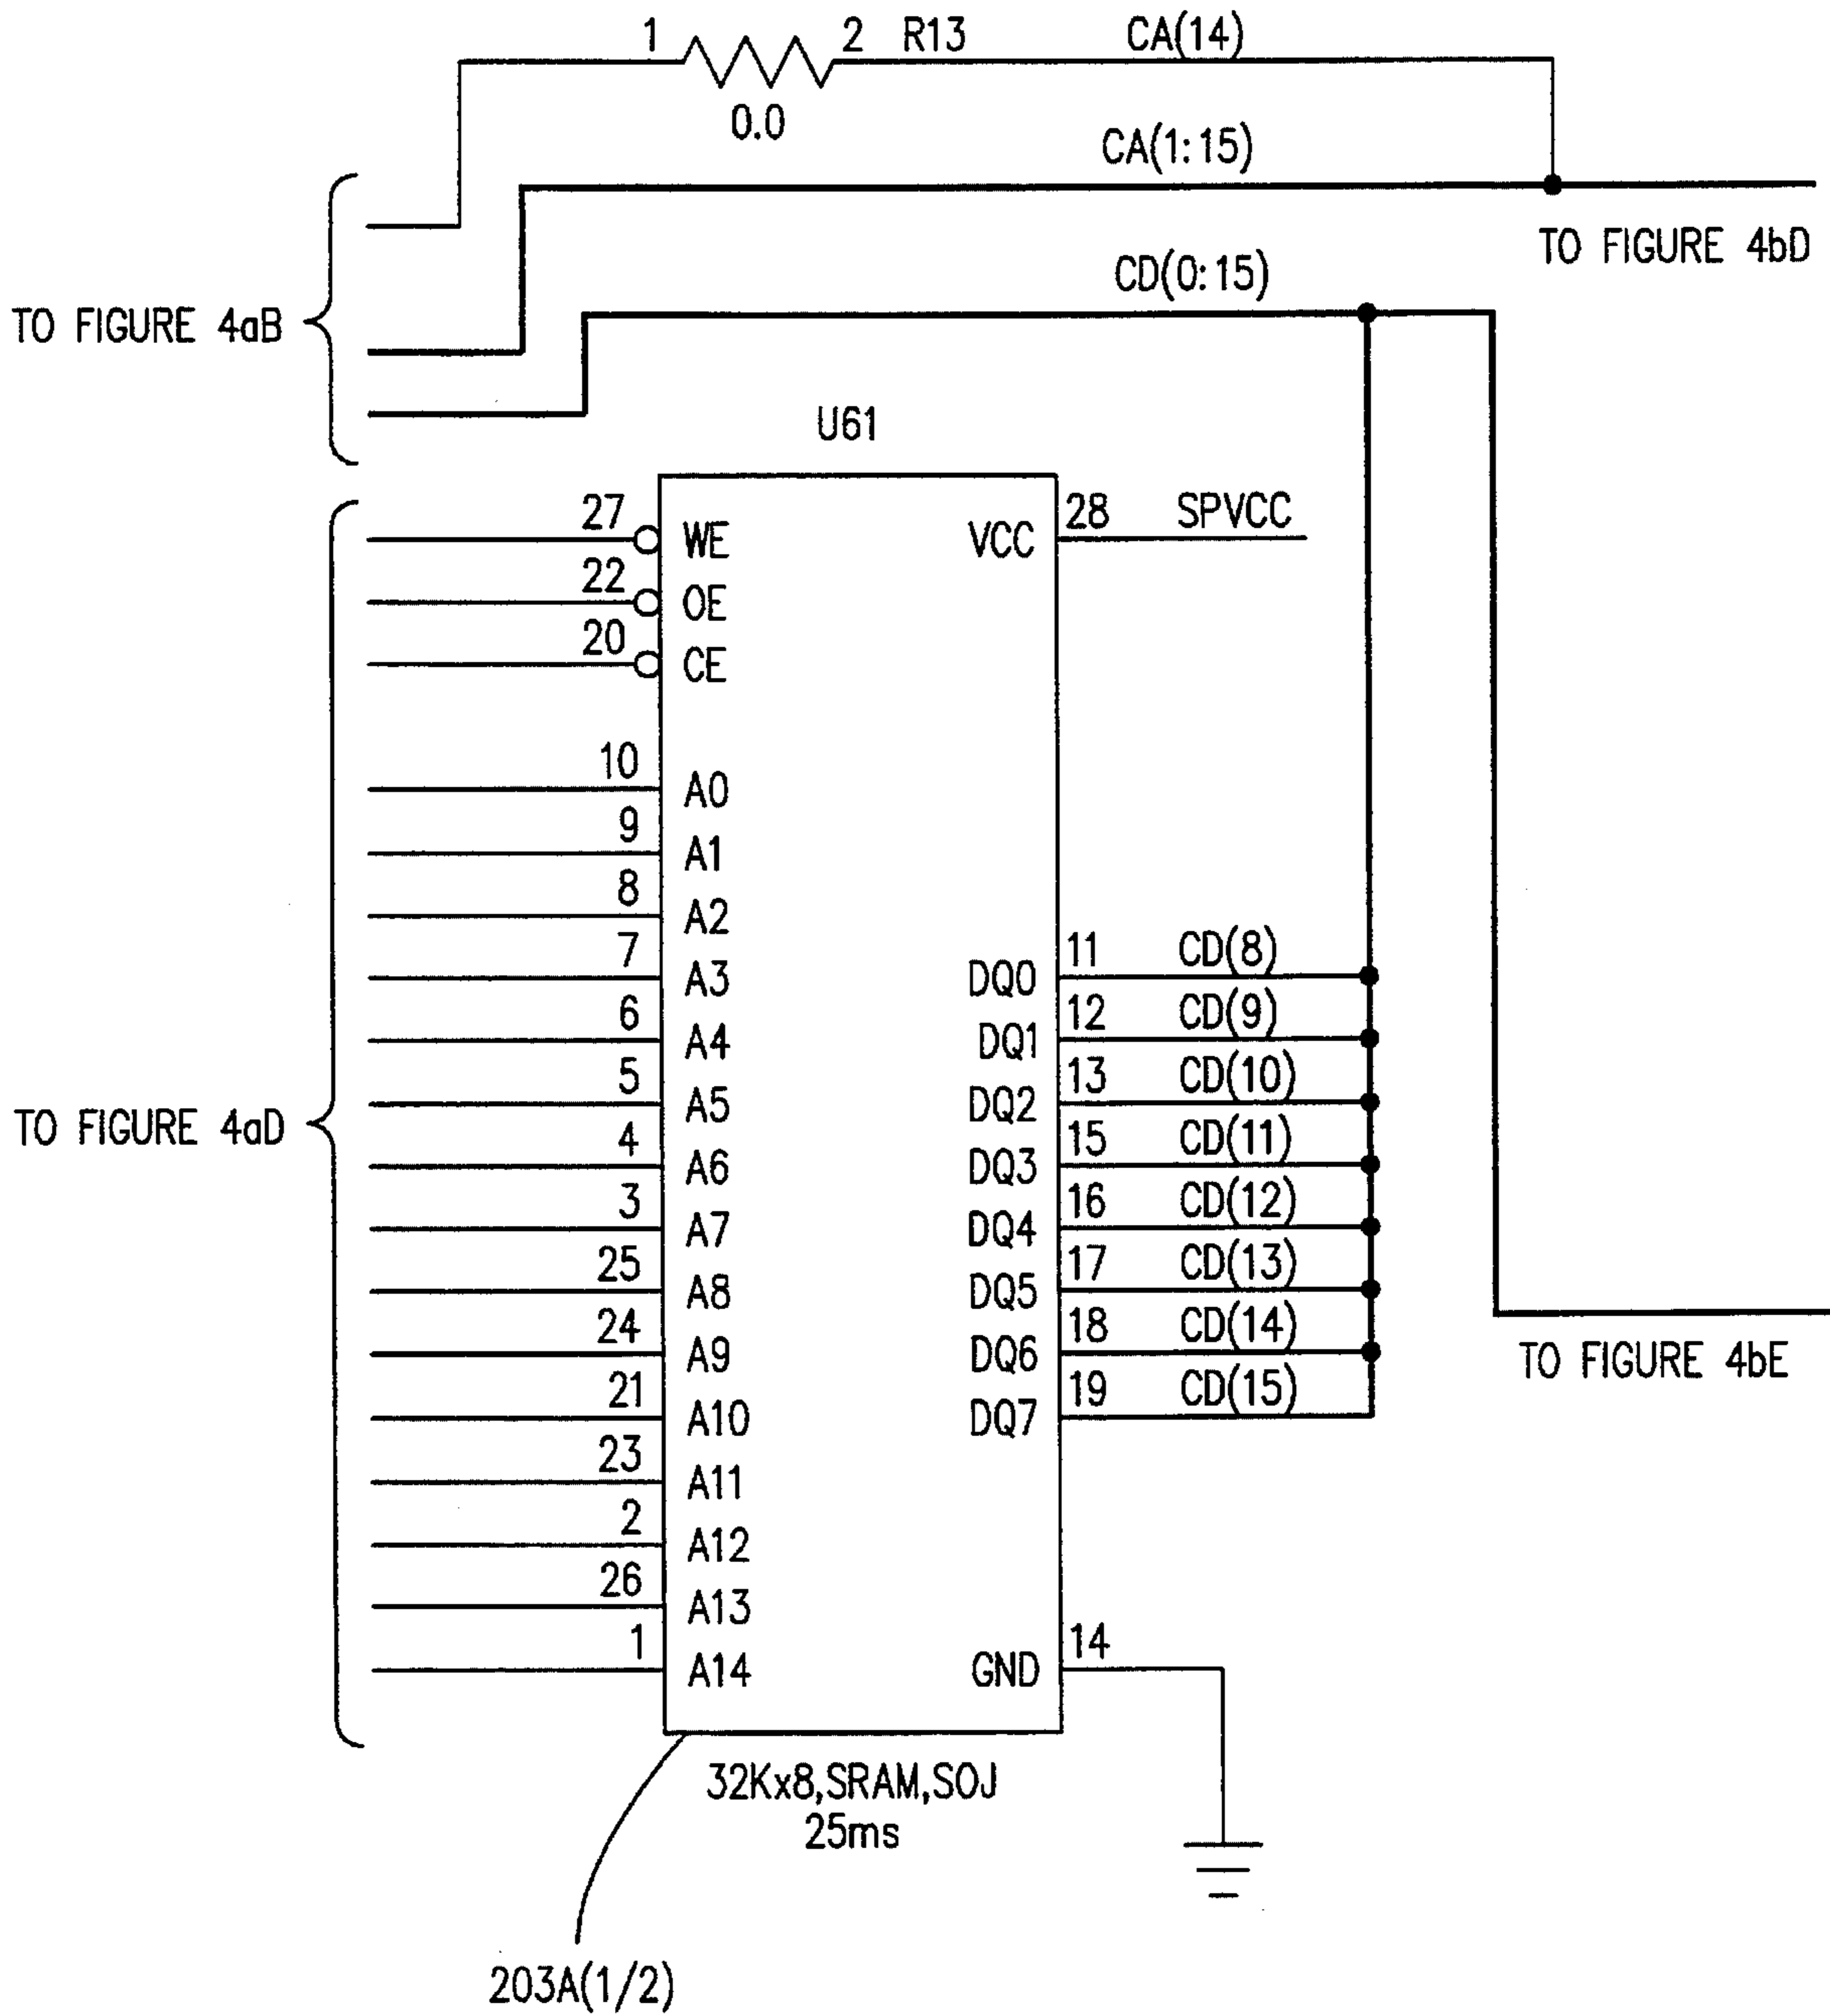 1 2 R13 CA(14)
0.0
CA(1:15)
TO FIGURE 4bD
CD(0:15)
TO FIGURE 4aB
U61
27 WE VCC 28 SPVCC
22 OE
20 CE
10 A0
9 A1
8 A2
7 A3 DQ0 11 CD(8)
6 A4 DQ1 12 CD(9)
5 A5 DQ2 13 CD(10)
TO FIGURE 4aD
4 A6 DQ3 15 CD(11)
3 A7 DQ4 16 CD(12)
25 A8 DQ5 17 CD(13)
24 A9 DQ6 18 CD(14)
TO FIGURE 4bE
21 A10 DQ7 19 CD(15)
23 A11
2 A12
26 A13
1 A14 GND 14
32Kx8,SRAM,SOJ
25ms
203A(1/2)